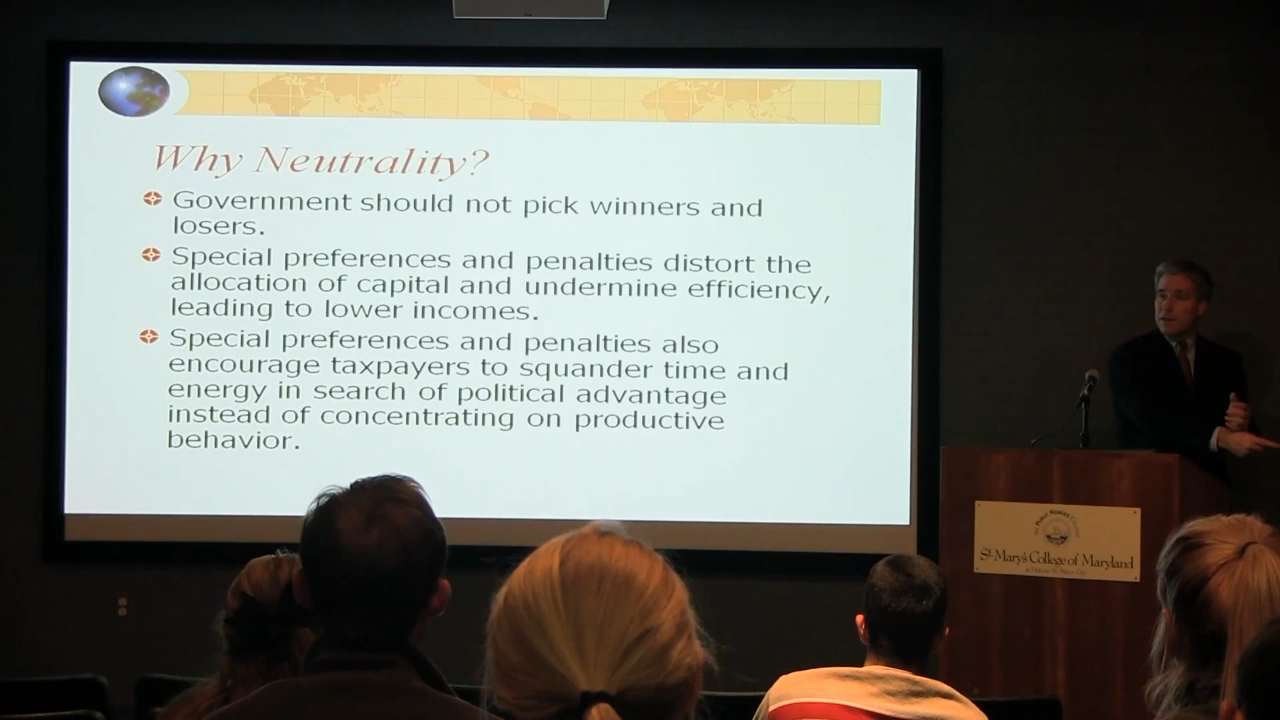 Why Neutrality?
Government should not pick winners and
losers.
Special preferences and penalties distort the
allocation of capital and undermine efficiency,
leading to lower incomes.
Special preferences and penalties also
encourage taxpayers to squander time and
energy in search of political advantage
instead of concentrating on productive
behavior.
St. Mary's College of Maryland